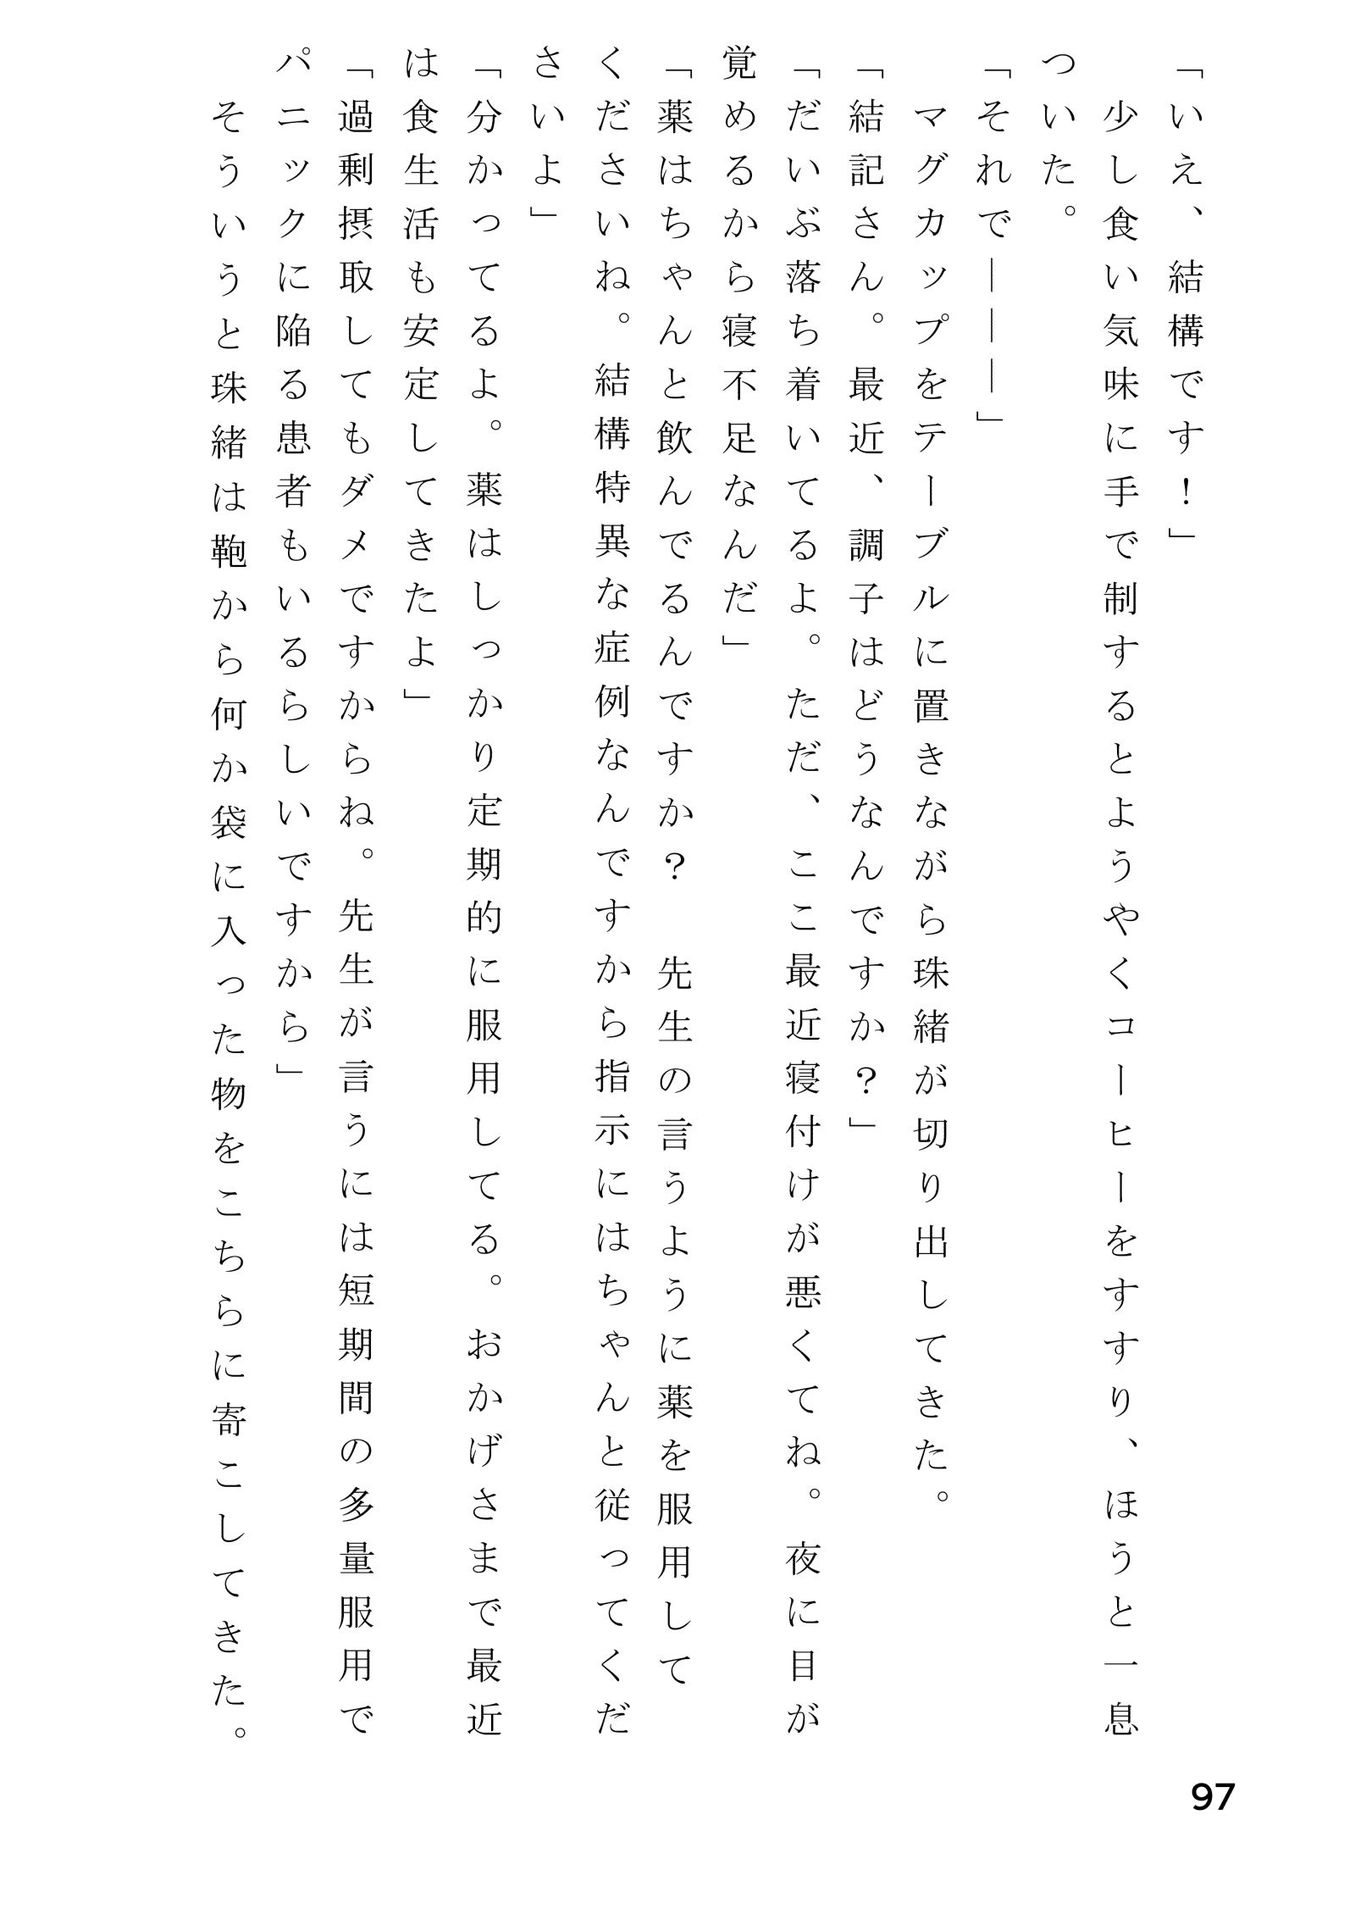 「いえ、結構です！」
　少し食い気味に手で制するとようやくコーヒーをすすり、ほうと一息
ついた。
「それで―――」
　マグカップをテーブルに置きながら珠緒が切り出してきた。
「結記さん。最近、調子はどうなんですか？」
「だいぶ落ち着いてるよ。ただ、ここ最近寝付けが悪くてね。夜に目が
覚めるから寝不足なんだ」
「薬はちゃんと飲んでるんですか？　先生の言うように薬を服用して
くださいね。結構特異な症例なんですから指示にはちゃんと従ってくだ
さいよ」
「分かってるよ。薬はしっかり定期的に服用してる。おかげさまで最近
は食生活も安定してきたよ」
「過剰摂取してもダメですからね。先生が言うには短期間の多量服用で
パニックに陥る患者もいるらしいですから」
　そういうと珠緒は鞄から何か袋に入った物をこちらに寄こしてきた。
97